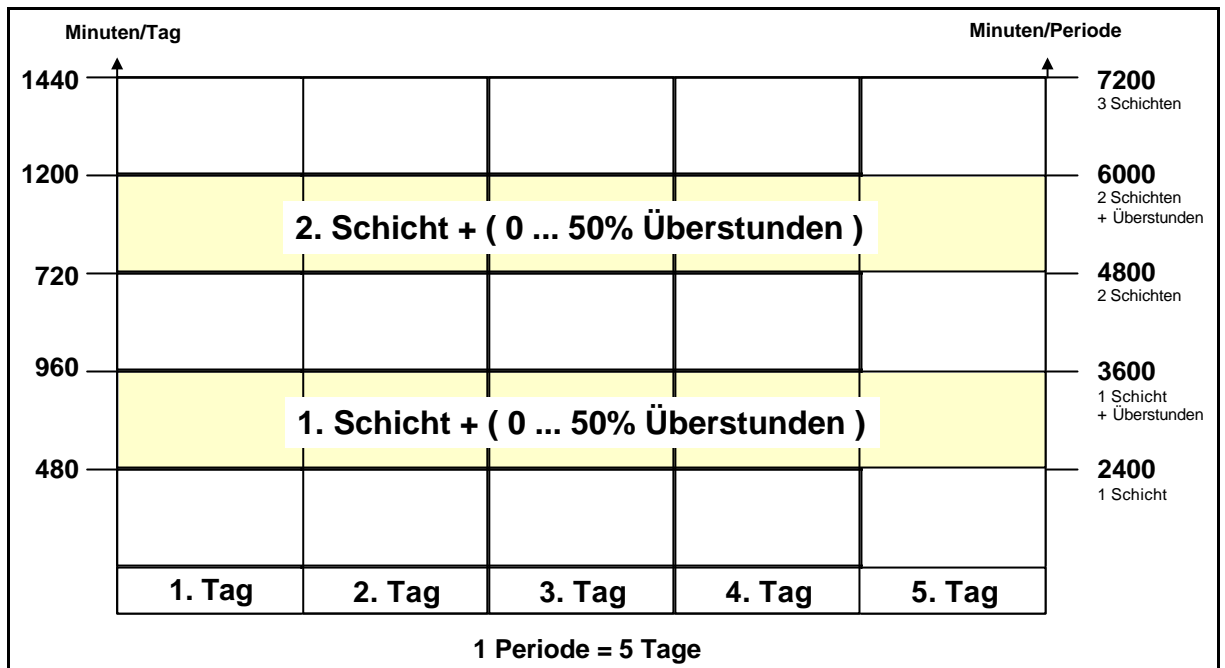 Minuten/Tag
Minuten/Periode
1440
7200
3 Schichten
1200
6000
2 Schichten
+ Überstunden
2. Schicht + ( 0 ... 50% Überstunden )
720
4800
2 Schichten
960
3600
1 Schicht
+ Überstunden
1. Schicht + ( 0 ... 50% Überstunden )
480
2400
1 Schicht
1. Tag
2. Tag
3. Tag
4. Tag
5. Tag
1 Periode = 5 Tage